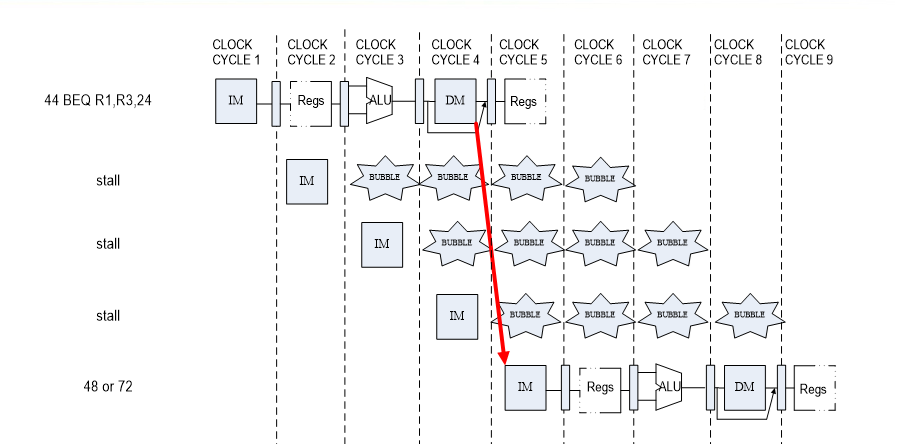 CLOCK CYCLE 1
CLOCK CYCLE 2
CLOCK CYCLE 3
CLOCK CYCLE 4
CLOCK CYCLE 5
CLOCK CYCLE 6
CLOCK CYCLE 7
CLOCK CYCLE 8
CLOCK CYCLE 9
44 BEQ R1,R3,24
IM
Regs
ALU
DM
Regs
stall
IM
BUBBLE
BUBBLE
BUBBLE
BUBBLE
stall
IM
BUBBLE
BUBBLE
BUBBLE
BUBBLE
stall
IM
BUBBLE
BUBBLE
BUBBLE
BUBBLE
48 or 72
IM
Regs
ALU
DM
Regs